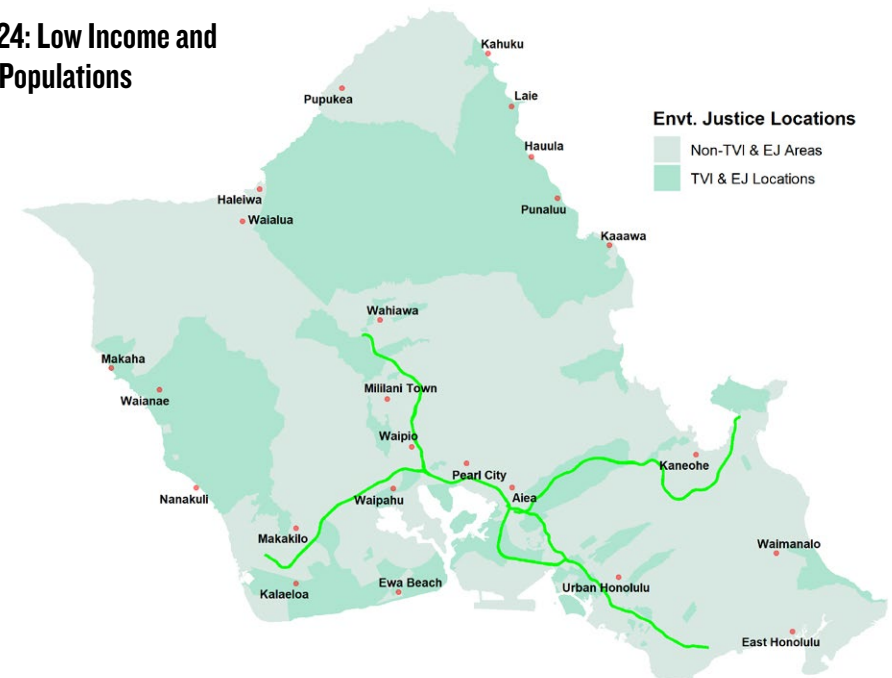 24: Low Income and
Populations
Kahuku
Pupukea
Laie
Envt. Justice Locations
Non-TVI & EJ Areas
TVI & EJ Locations
Hauula
Haleiwa
Punaluu
Waialua
Kaaawa
Wahiawa
Makaha
Mililani Town
Waianae
Waipio
Kaneohe
Pearl City
Nanakuli
Waipahu
Aiea
Makakilo
Waimanalo
Ewa Beach
Kalaeloa
Urban Honolulu
East Honolulu